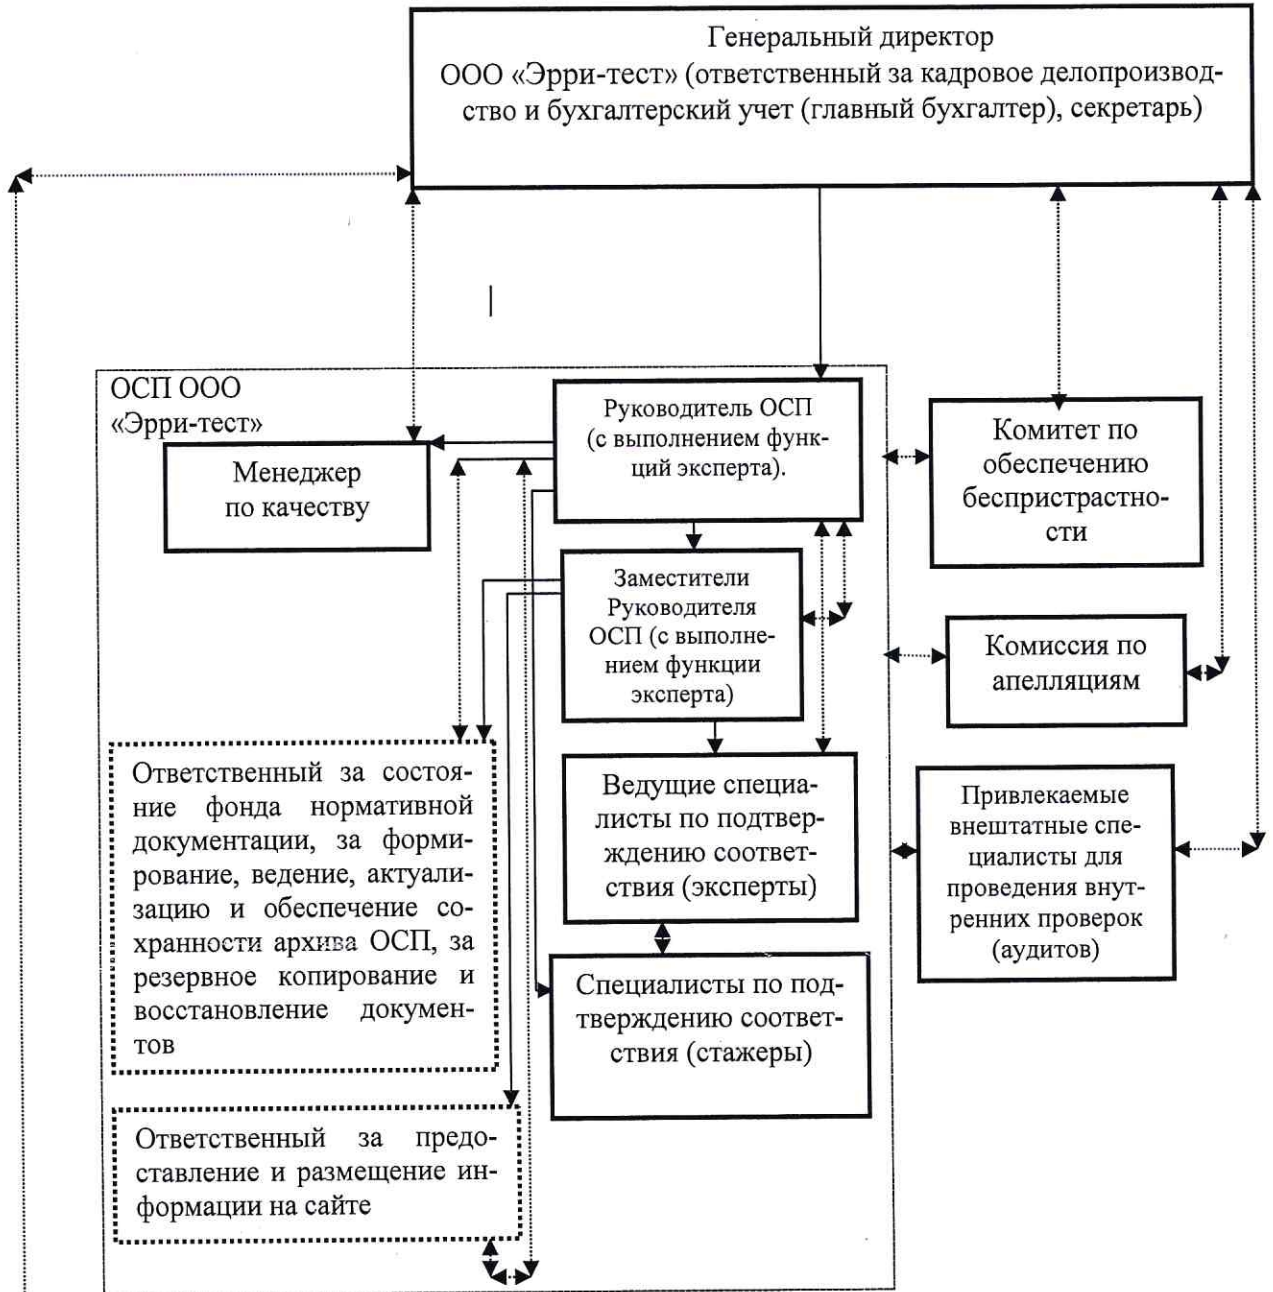 Генеральный директор
ООО «Эрри-тест» (ответственный за кадровое делопроизвод-
ство и бухгалтерский учет (главный бухгалтер), секретарь)
ОСП ООО
«Эрри-тест»
Менеджер
по качеству
Руководитель ОСП
(с выполнением функ-
ций эксперта).
Комитет по
обеспечению
беспристрастно-
сти
Заместители
Руководителя
ОСП (с выполне-
нием функции
эксперта)
Комиссия по
апелляциям
Ответственный за состоя-
ние фонда нормативной
документации, за форми-
рование, ведение, актуали-
зацию и обеспечение со-
хранности архива ОСП, за
резервное копирование и
восстановление докумен-
тов
Ведущие специа-
листы по подтвер-
ждению соответ-
ствия (эксперты)
Привлекаемые
внештатные спе-
циалисты для
проведения внут-
ренних проверок
(аудитов)
Специалисты по под-
тверждению соответ-
ствия (стажеры)
Ответственный за предо-
ставление и размещение ин-
формации на сайте